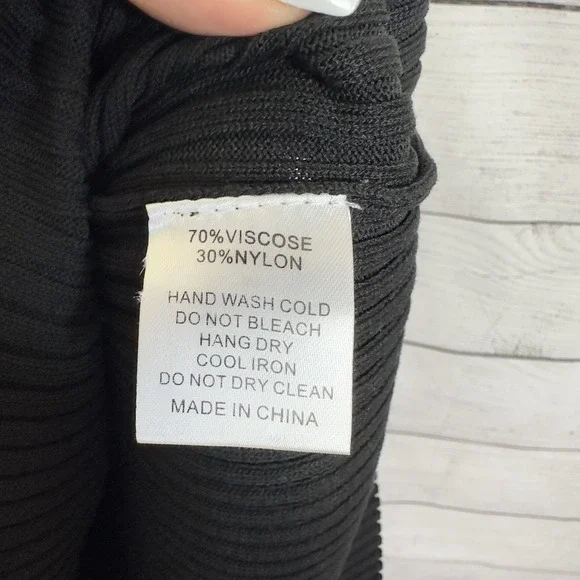 70%VISCOSE
30%NYLON
HAND WASH COLD
DO NOT BLEACH
HANG DRY
COOL IRON
DO NOT DRY CLEAN
MADE IN CHINA